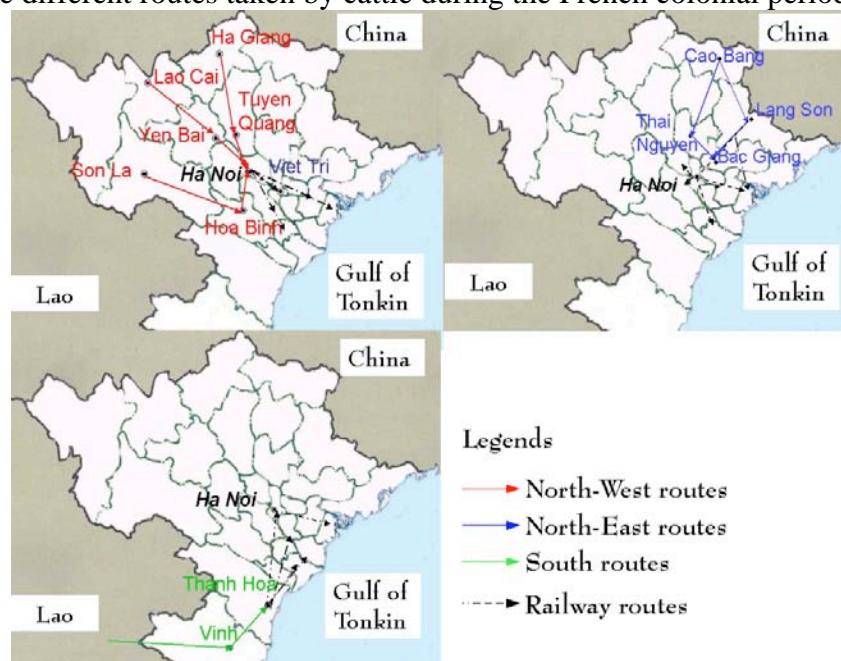 e different routes taken by cattle during the French colonial period
Ha Giang
China
Lao Cai
Tuyen
Quang
Yen Bai
Son La
Ha Noi
Viet Tri
Hoa Binh
Gulf of
Tonkin
Lao
China
Cao Bang
Lang Son
Thai
Nguyen
Bac Giang
Ha Noi
Gulf of
Tonkin
Lao
China
Ha Noi
Thanh Hoa
Gulf of
Tonkin
Lao
Vinh
Legends
North-West routes
North-East routes
South routes
Railway routes